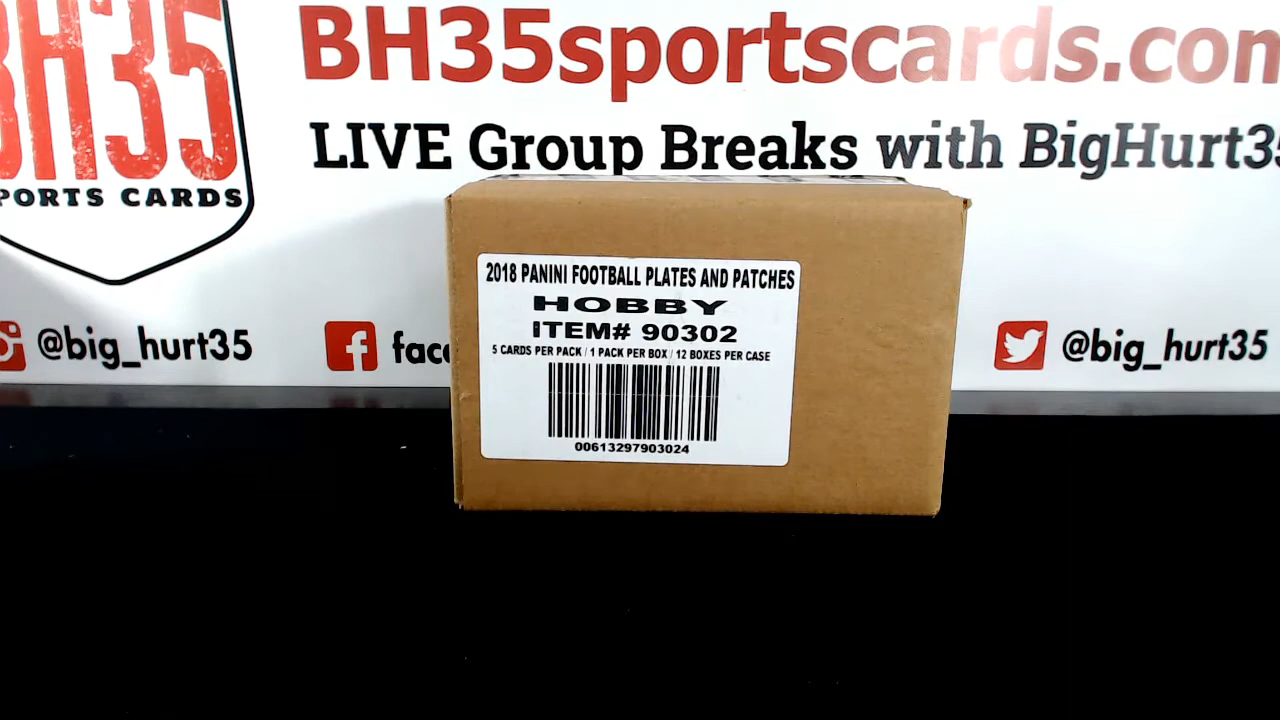 BH35
PORTS CARDS
BH35sportscards.com
LIVE Group Breaks with BigHurt35
@big_hurt35
face
@big_hurt35
2018 PANINI FOOTBALL PLATES AND PATCHES
HOBBY
ITEM# 90302
5 CARDS PER PACK / 1 PACK PER BOX / 12 BOXES PER CASE
00613297903024